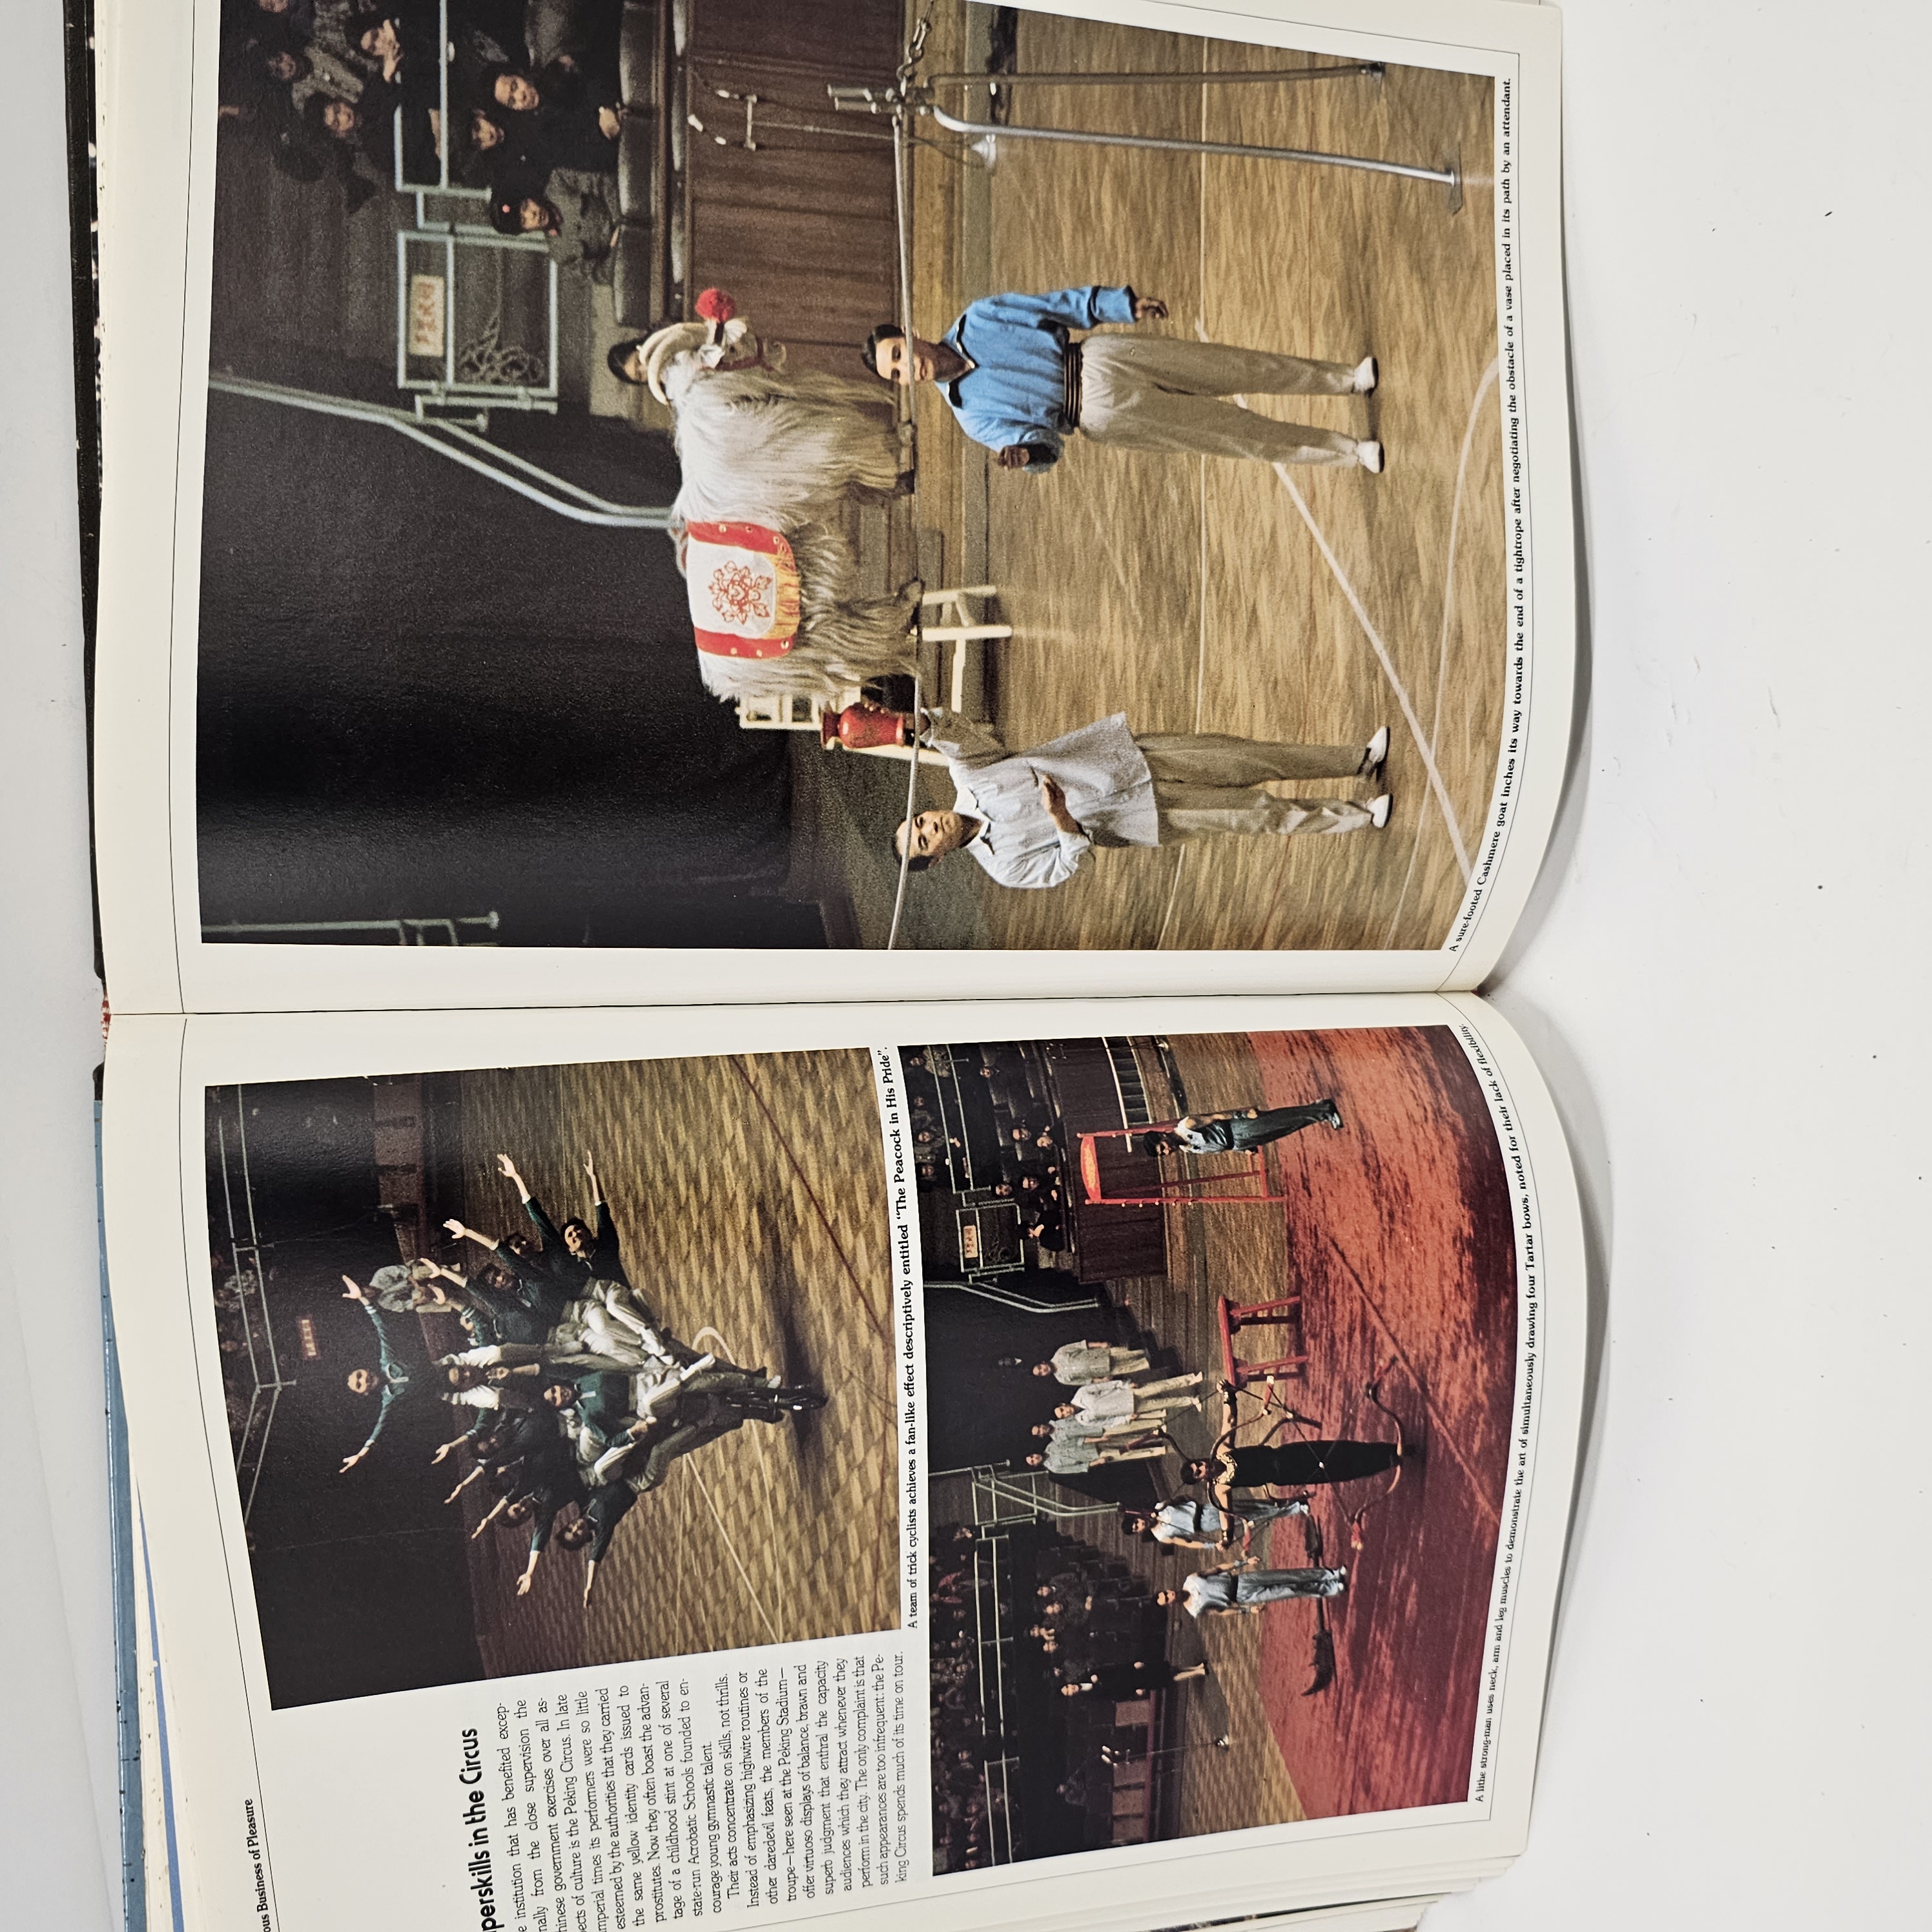 ous Business of Pleasure
perskills in the Circus
e institution that has benefited excep-
nally from the close supervision the
hinese government exercises over all as-
ects of culture is the Peking Circus. In late
mperial times its performers were so little
esteemed by the authorities that they carried
the same yellow identity cards issued to
prostitutes. Now they often boast the advan-
tage of a childhood stint at one of several
state-run Acrobatic Schools founded to en-
courage young gymnastic talent.
Their acts concentrate on skills, not thrills.
Instead of emphasizing highwire routines or
other daredevil feats, the members of the
troupe—here seen at the Peking Stadium—
offer virtuoso displays of balance, brawn and
superb judgment that enthral the capacity
audiences which they attract whenever they
perform in the city. The only complaint is that
such appearances are too infrequent: the Pe-
king Circus spends much of its time on tour.
A team of trick cyclists achieves a fan-like effect descriptively entitled "The Peacock in His Pride".
A lithe strong-man uses neck, arm and leg muscles to demonstrate the art of simultaneously drawing four Tartar bows, noted for their lack of flexibility.
A sure-footed Cashmere goat inches its way towards the end of a tightrope after negotiating the obstacle of a vase placed in its path by an attendant.